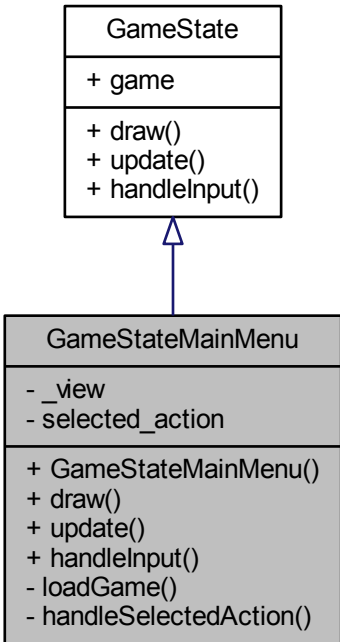 GameState
+ game
+ draw()
+ update()
+ handleInput()
GameStateMainMenu
- _view
- selected_action
+ GameStateMainMenu()
+ draw()
+ update()
+ handleInput()
- loadGame()
- handleSelectedAction()